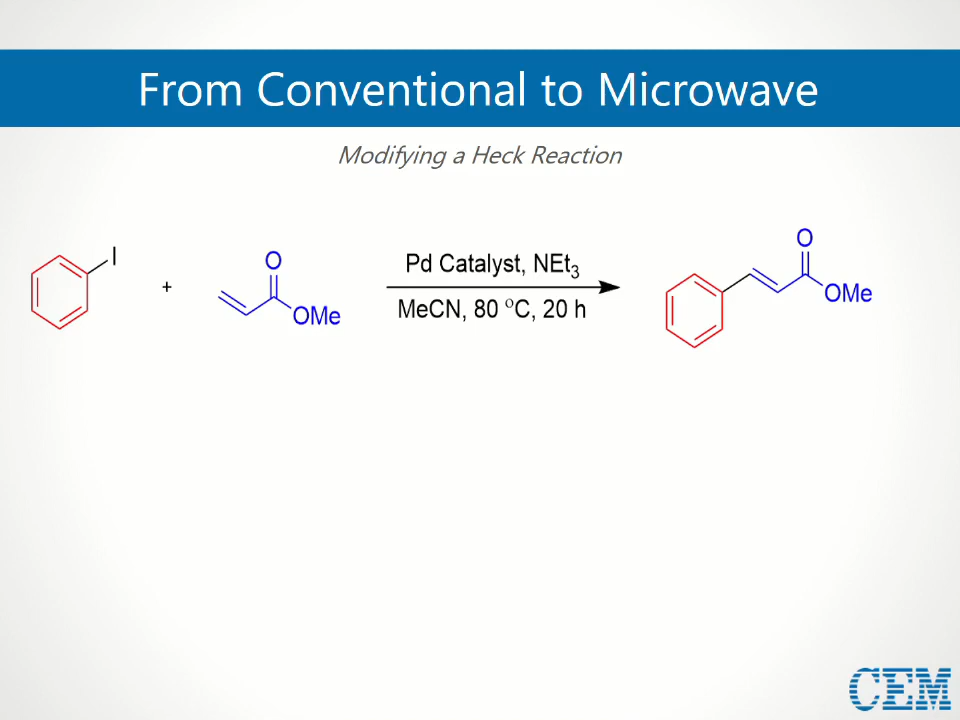 From Conventional to Microwave
Modifying a Heck Reaction
I
+
O
OMe
Pd Catalyst, NEt₃
MeCN, 80 °C, 20 h
O
OMe
CEM